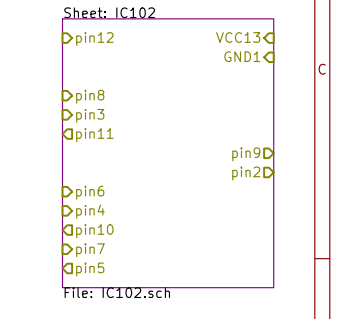 Sheet: IC102
pin12
VCC13
GND1
C
pin8
pin3
pin11
pin9
pin2
pin6
pin4
pin10
pin7
pin5
File: IC102.sch